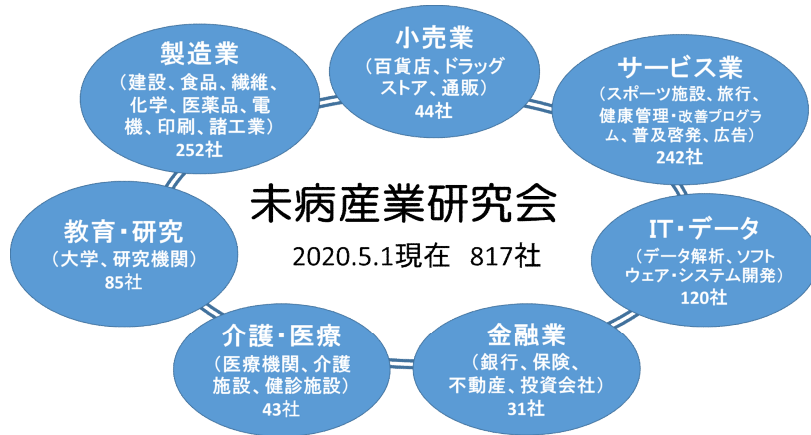 製造業
（建設、食品、繊維、
化学、医薬品、電
機、印刷、諸工業）
252社
小売業
（百貨店、ドラッグ
ストア、通販）
44社
サービス業
（スポーツ施設、旅行、
健康管理・改善プログラ
ム、普及啓発、広告）
242社
未病産業研究会
2020.5.1現在 817社
教育・研究
（大学、研究機関）
85社
IT・データ
（データ解析、ソフト
ウェア・システム開発）
120社
介護・医療
（医療機関、介護
施設、健診施設）
43社
金融業
（銀行、保険、
不動産、投資会社）
31社